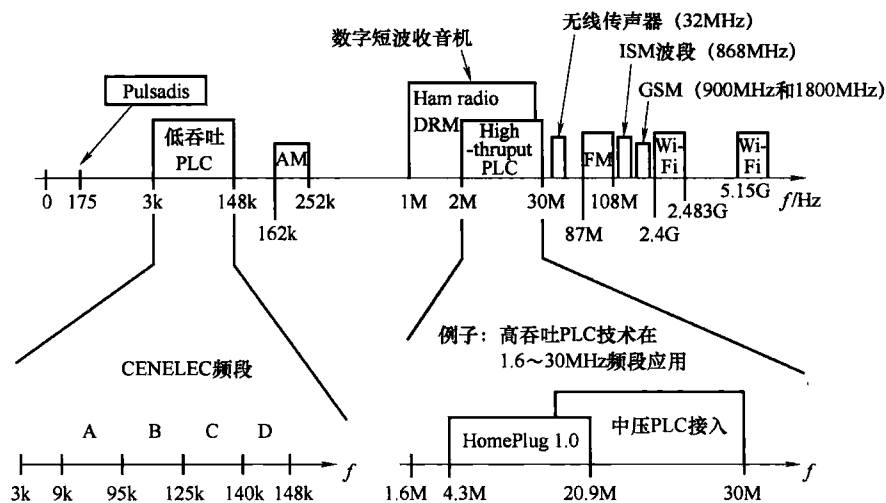 数字短波收音机
无线传声器（32MHz）
ISM波段（868MHz）
GSM（900MHz和1800MHz）
Pulsadis
低吞吐
PLC
AM
Ham radio
DRM
High
-thruput
PLC
FM
Wi-
Fi
Wi-
Fi
0
175
3k
148k
162k
252k
1M
2M
30M
87M
108M
2.4G
2.483G
5.15G
f/Hz
CENELEC频段
A
B
C
D
3k
9k
95k
125k
140k
148k
f
例子：高吞吐PLC技术在
1.6～30MHz频段应用
HomePlug 1.0
中压PLC接入
1.6M
4.3M
20.9M
30M
f